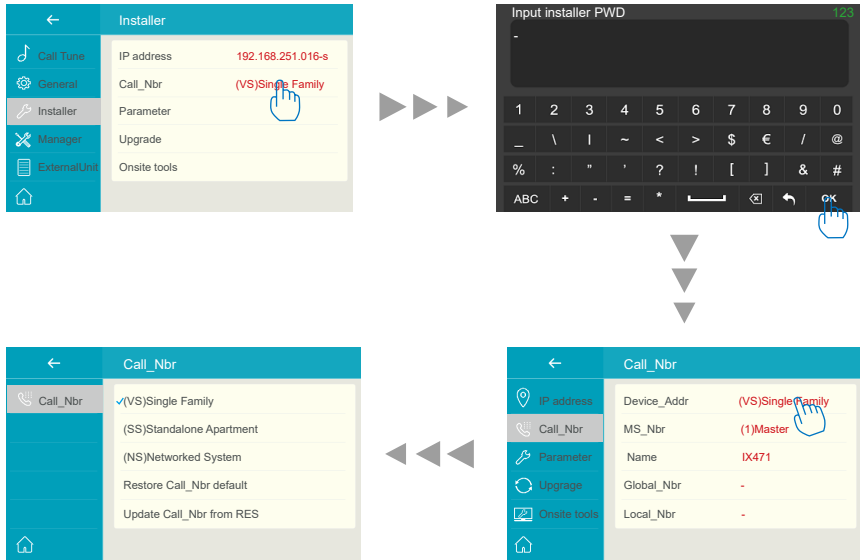 Installer
Call Tune
General
Installer
Manager
ExternaiUnit
IP address 192.168.251.016-s
Call_Nbr (VS)Single Family
Parameter
Upgrade
Onsite tools
Input installer PWD 123
-
1 2 3 4 5 6 7 8 9 0
_ \ I ~ < > $ € / @
% : " ' ? ! [ ] & #
ABC + - = * OK
Call_Nbr
Call_Nbr
(VS)Single Family
(SS)Standalone Apartment
(NS)Networked System
Restore Call_Nbr default
Update Call_Nbr from RES
Call_Nbr
IP address
Call_Nbr
Parameter
Upgrage
Onsite tools
Device_Addr (VS)Single Family
MS_Nbr (1)Master
Name IX471
Global_Nbr -
Local_Nbr -